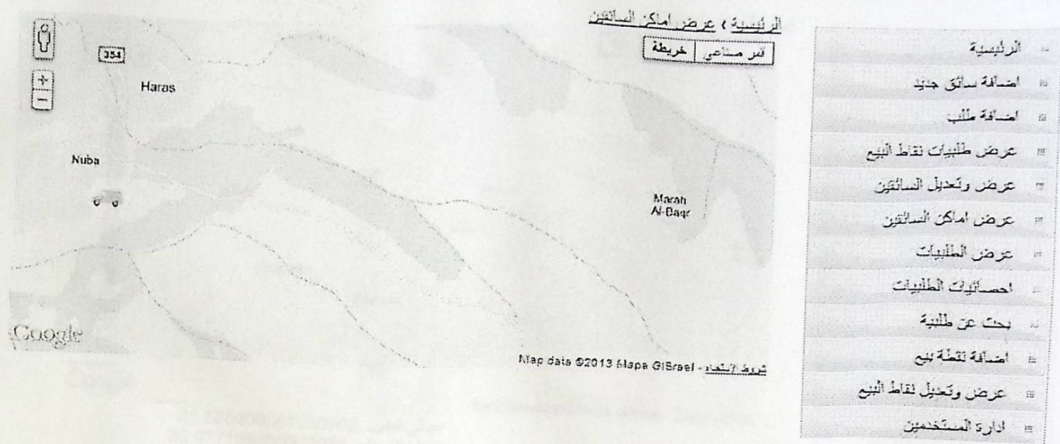 الرئيسية › عرض اماكن السائقين
قمر صناعي خريطة
354
Haras
Nuba
Marah
Al-Baqr
Google
Map data ©2013 Mapa GISrael - شروط الإستخدام
الرئيسية
اضافة سائق جديد
اضافة طلب
عرض طلبيات نقاط البيع
عرض وتعديل السائقين
عرض اماكن السائقين
عرض الطلبيات
احصائيات الطلبيات
بحث عن طلبية
اضافة نقطة بيع
عرض وتعديل نقاط البيع
ادارة المستخدمين